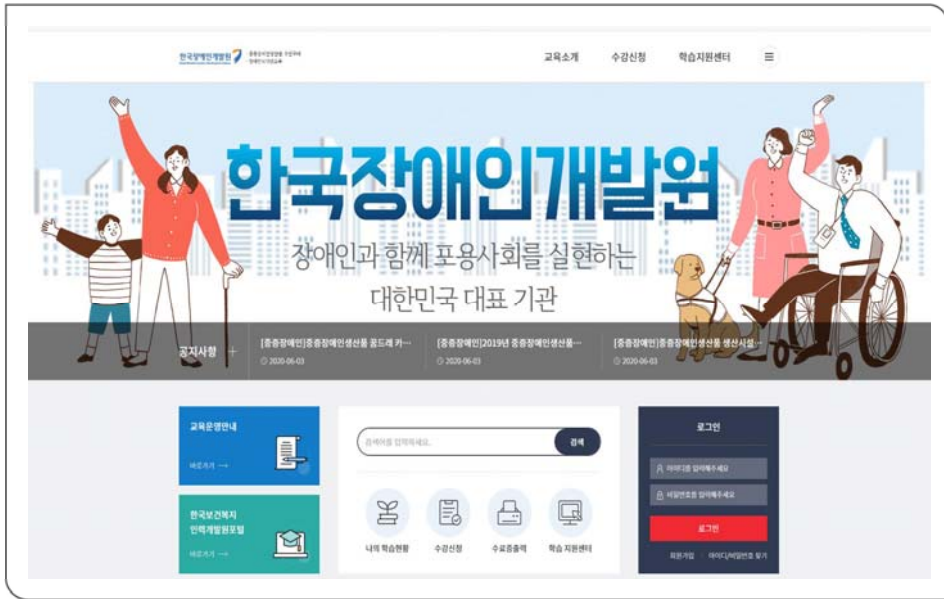 한국장애인개발원
교육소개 수강신청 학습지원센터
한국장애인개발원
장애인과 함께 포용사회를 실현하는
대한민국 대표 기관
공지사항 +
[중증장애인]중증장애인생산품 꿈드래 카…
2020-06-03
[중증장애인]2019년 중증장애인생산품…
2020-06-03
[중증장애인]중증장애인생산품 생산시설…
2020-06-03
교육운영안내
바로가기 →
한국보건복지
인력개발원포털
바로가기 →
검색어를 입력하세요.
검색
나의 학습현황
수강신청
수료증출력
학습 지원센터
로그인
아이디를 입력해주세요
비밀번호를 입력해주세요
로그인
회원가입
아이디/비밀번호 찾기